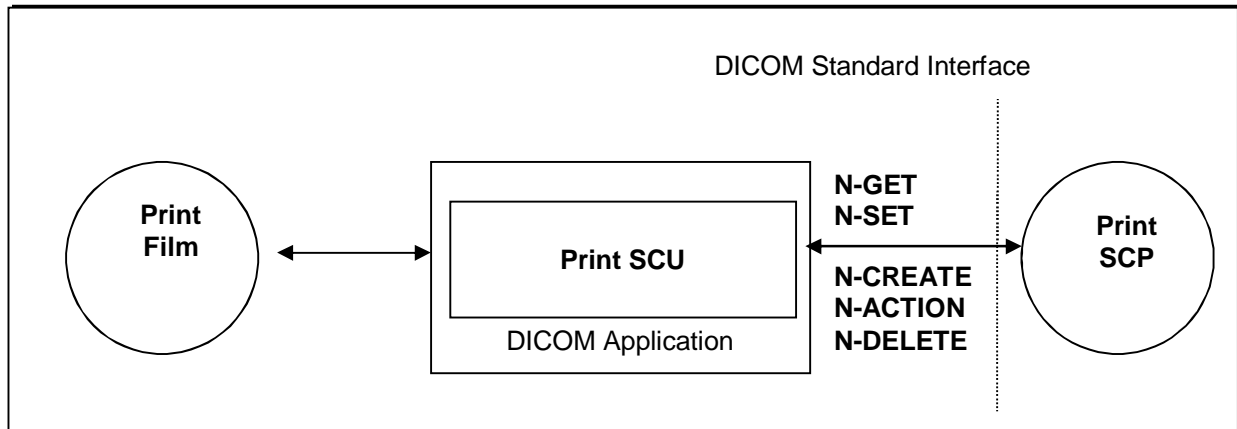 DICOM Standard Interface
Print
Film
Print SCU
DICOM Application
N-GET
N-SET
N-CREATE
N-ACTION
N-DELETE
Print
SCP